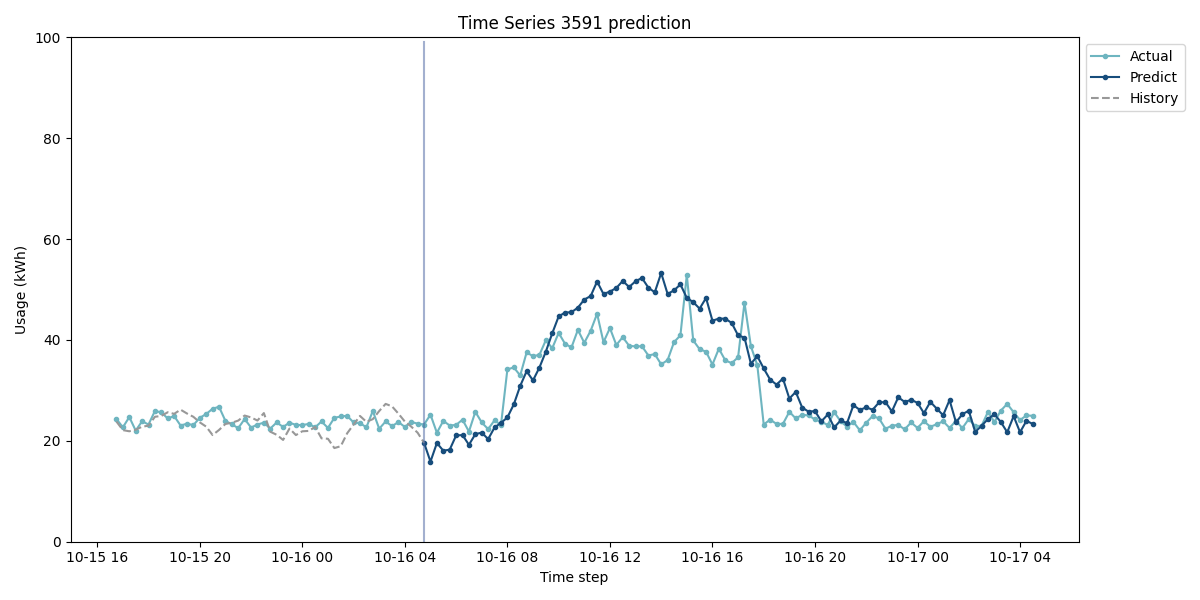 Time Series 3591 prediction
100
80
60
40
20
0
Usage (kWh)
10-15 16
10-15 20
10-16 00
10-16 04
10-16 08
10-16 12
10-16 16
10-16 20
10-17 00
10-17 04
Time step
Actual
Predict
History